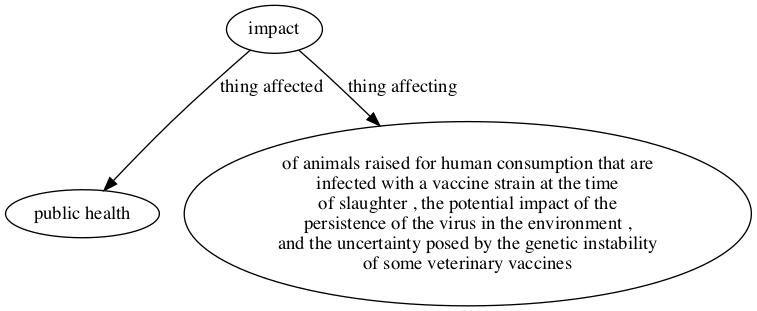 impact
thing affected
thing affecting
public health
of animals raised for human consumption that are
infected with a vaccine strain at the time
of slaughter , the potential impact of the
persistence of the virus in the environment ,
and the uncertainty posed by the genetic instability
of some veterinary vaccines